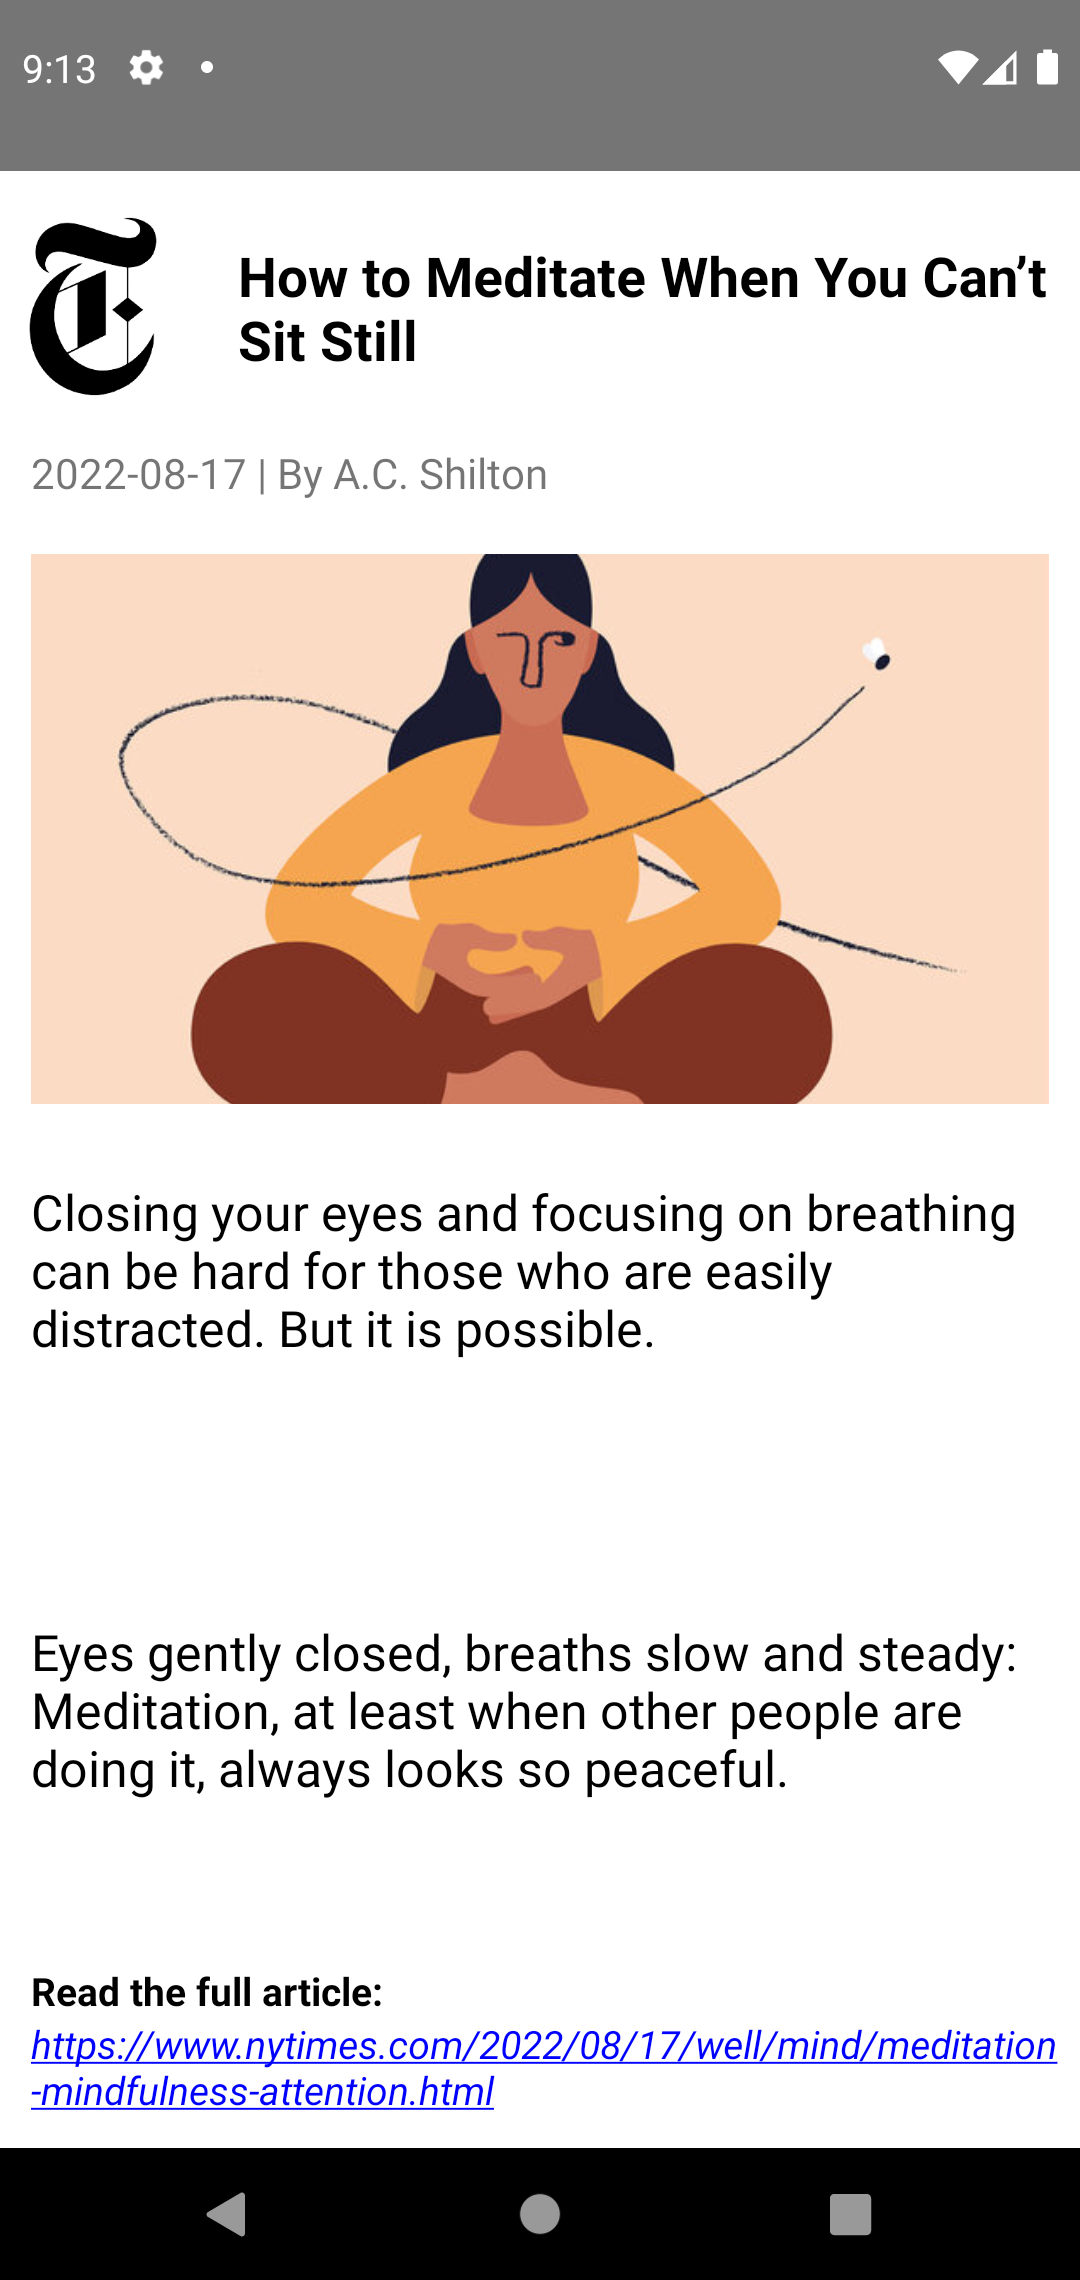 9:13
How to Meditate When You Can’t
Sit Still
2022-08-17 | By A.C. Shilton
Closing your eyes and focusing on breathing
can be hard for those who are easily
distracted. But it is possible.
Eyes gently closed, breaths slow and steady:
Meditation, at least when other people are
doing it, always looks so peaceful.
Read the full article:
https://www.nytimes.com/2022/08/17/well/mind/meditation
-mindfulness-attention.html